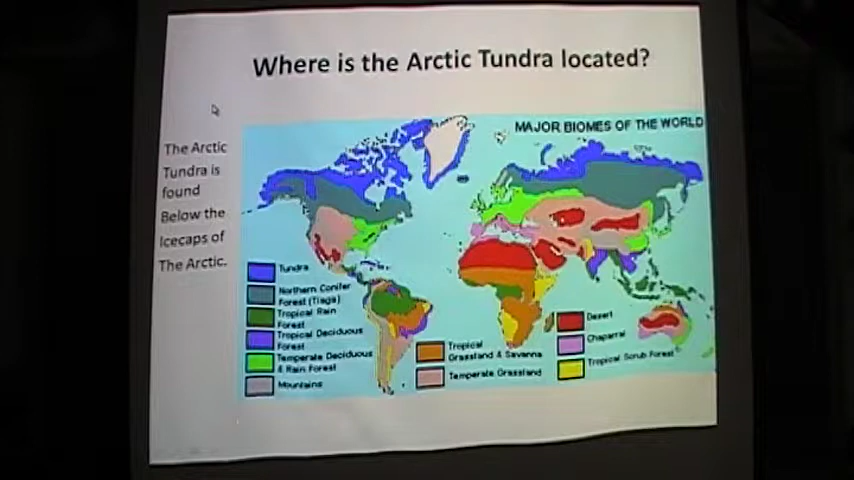 Where is the Arctic Tundra located?
MAJOR BIOMES OF THE WORLD
The Arctic
Tundra is
found
Below the
Icecaps of
The Arctic.
Tundra
Northern Conifer
Forest (Tiaga)
Tropical Rain
Forest
Tropical Deciduous
Forest
Temperate Deciduous
& Rain Forest
Mountains
Tropical
Grassland & Savanna
Temperate Grassland
Desert
Chaparral
Tropical Scrub Forest